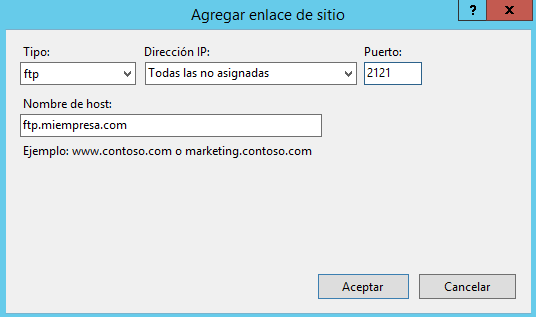 Agregar enlace de sitio
? x
Tipo: Dirección IP: Puerto:
ftp Todas las no asignadas 2121
Nombre de host:
ftp.miempresa.com
Ejemplo: www.contoso.com o marketing.contoso.com
Aceptar Cancelar